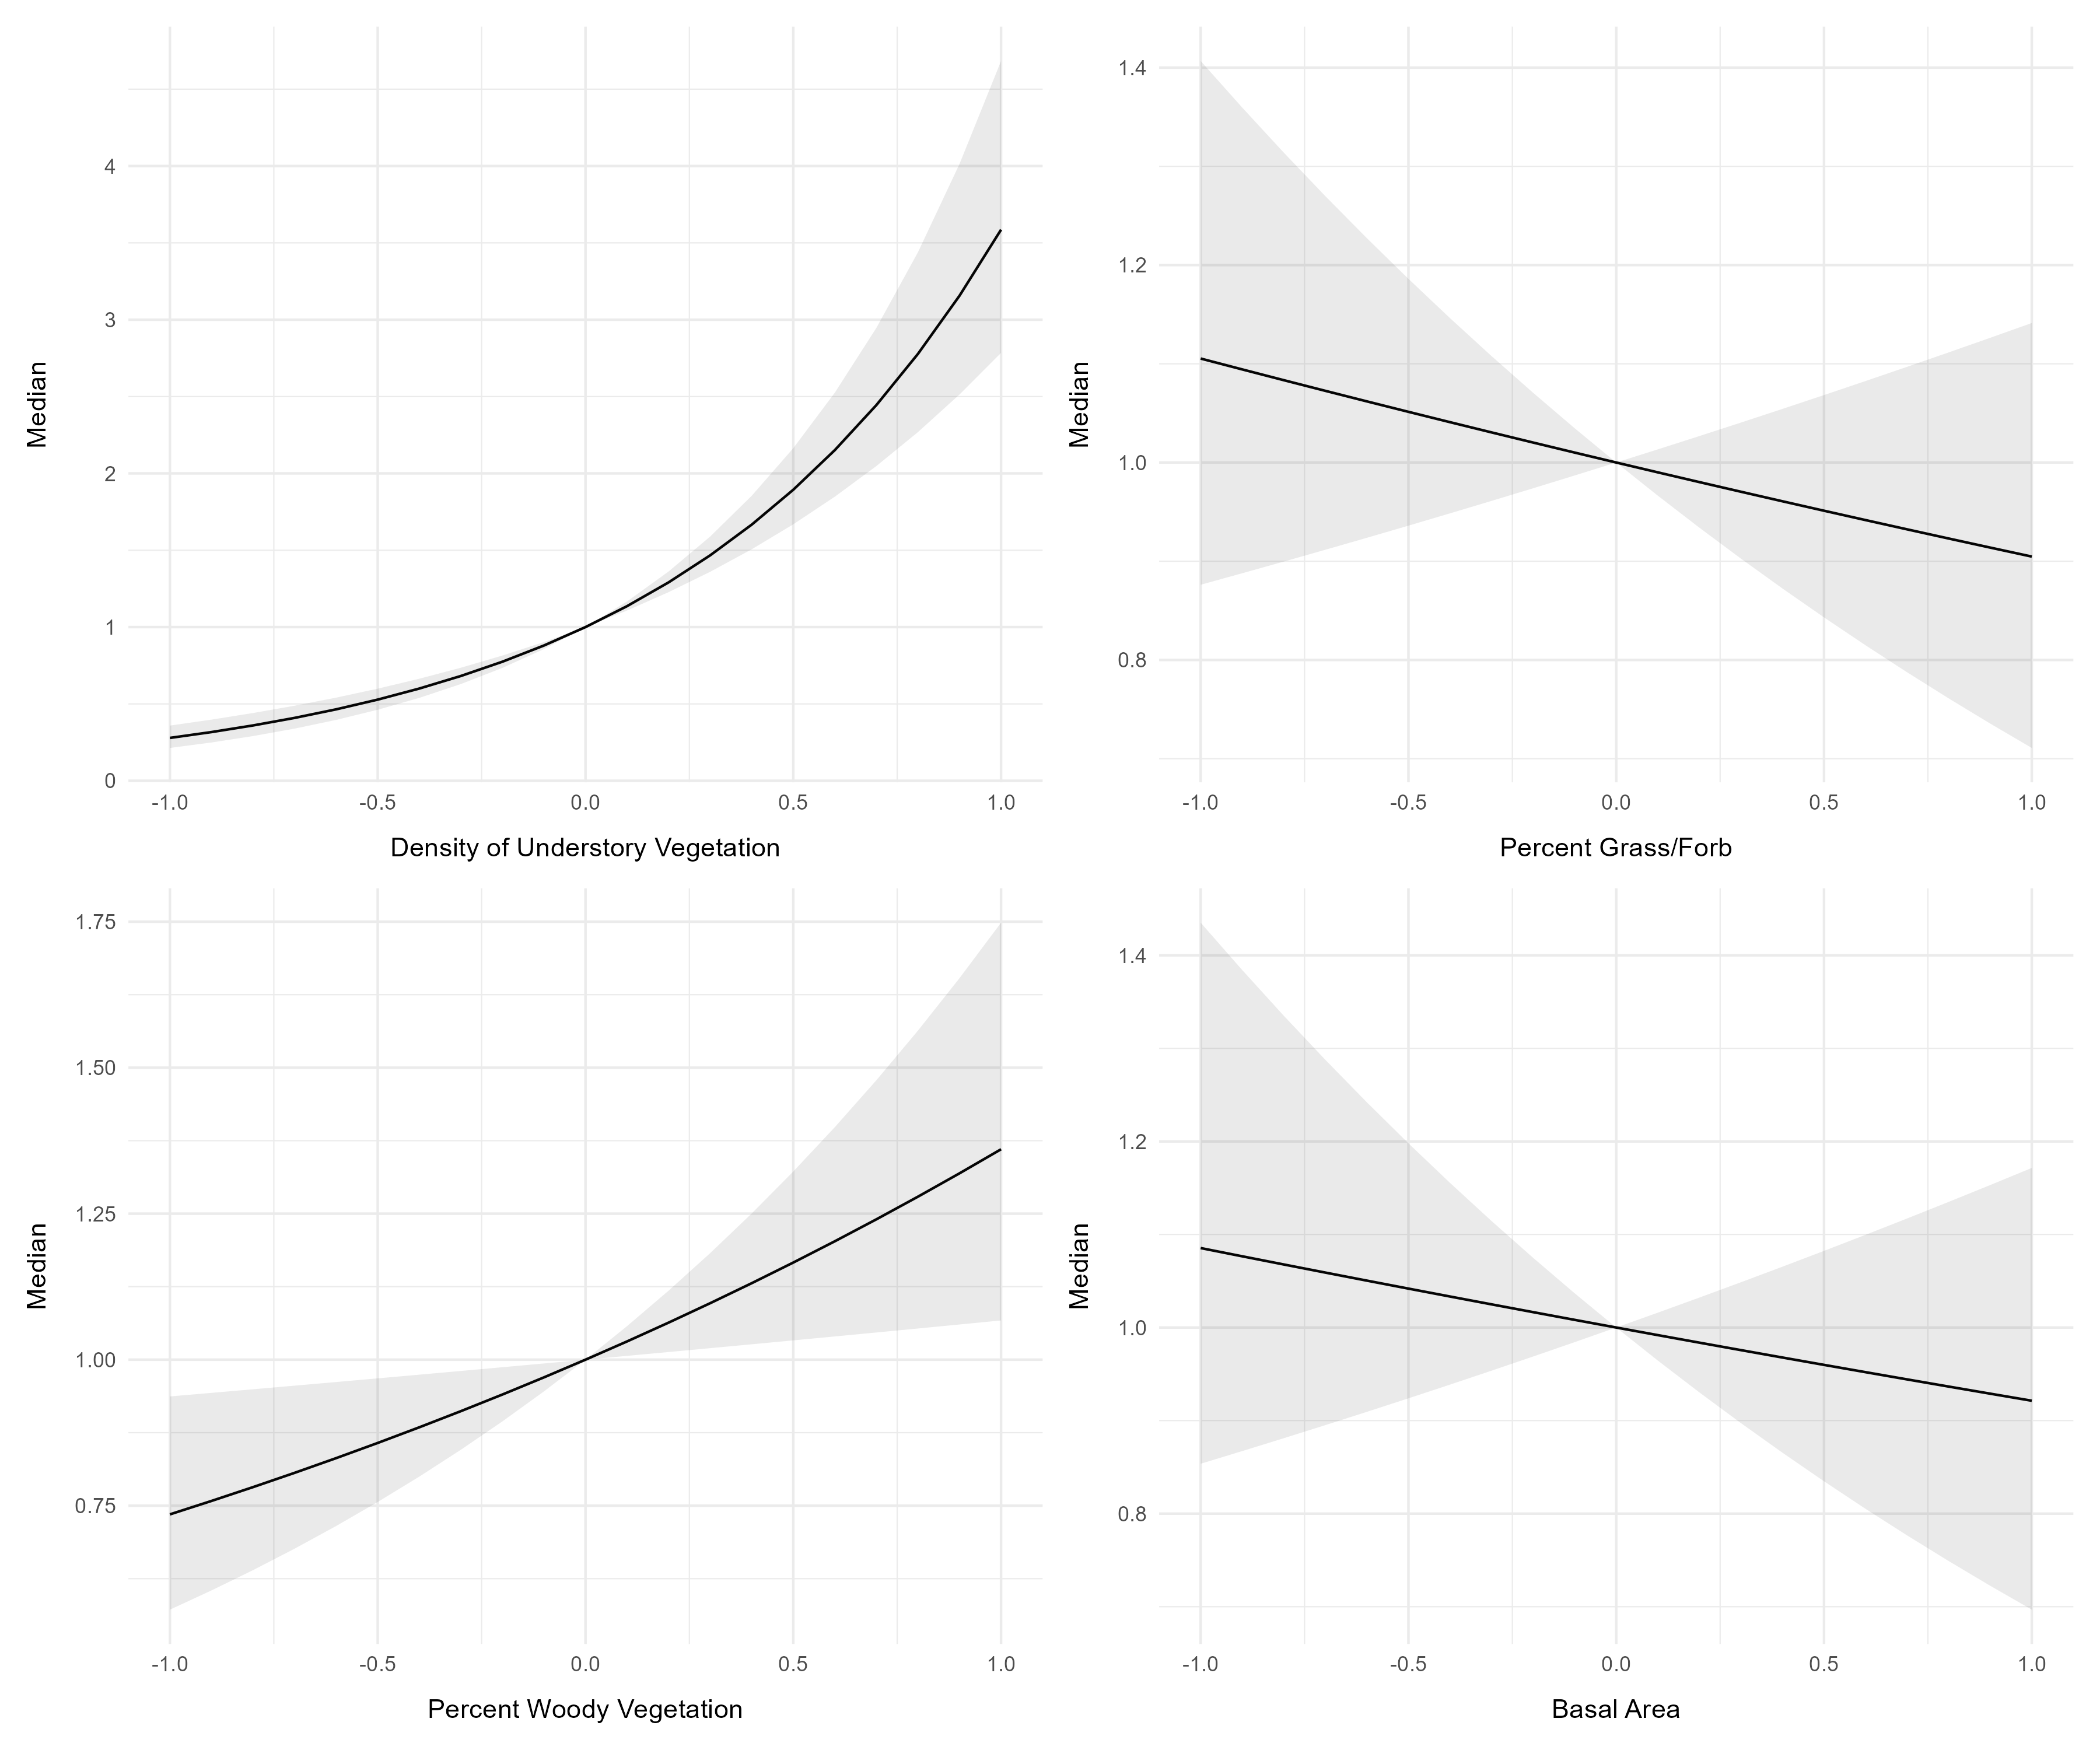 Median
4
3
2
1
0
-1.0 -0.5 0.0 0.5 1.0
Density of Understory Vegetation
Median
1.4
1.2
1.0
0.8
-1.0 -0.5 0.0 0.5 1.0
Percent Grass/Forb
Median
1.75
1.50
1.25
1.00
0.75
-1.0 -0.5 0.0 0.5 1.0
Percent Woody Vegetation
Median
1.4
1.2
1.0
0.8
-1.0 -0.5 0.0 0.5 1.0
Basal Area